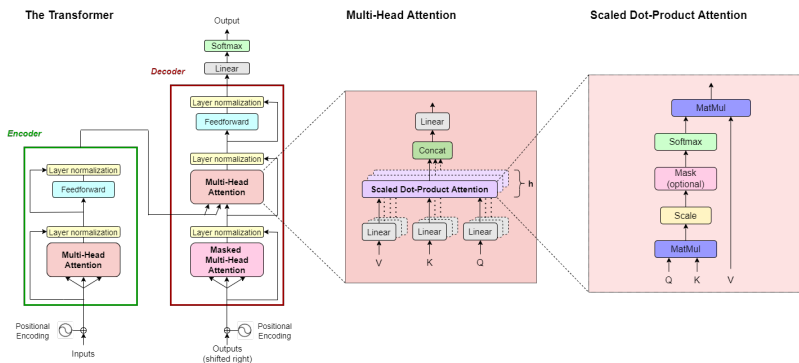 The Transformer
Output
Softmax
Linear
Decoder
Layer normalization
Feedforward
Layer normalization
Multi-Head
Attention
Layer normalization
Masked
Multi-Head
Attention
Positional
Encoding
Outputs
(shifted right)
Encoder
Layer normalization
Feedforward
Layer normalization
Multi-Head
Attention
Positional
Encoding
Inputs
Multi-Head Attention
Linear
Concat
Scaled Dot-Product Attention
h
Linear
Linear
Linear
V
K
Q
Scaled Dot-Product Attention
MatMul
Softmax
Mask
(optional)
Scale
MatMul
Q
K
V